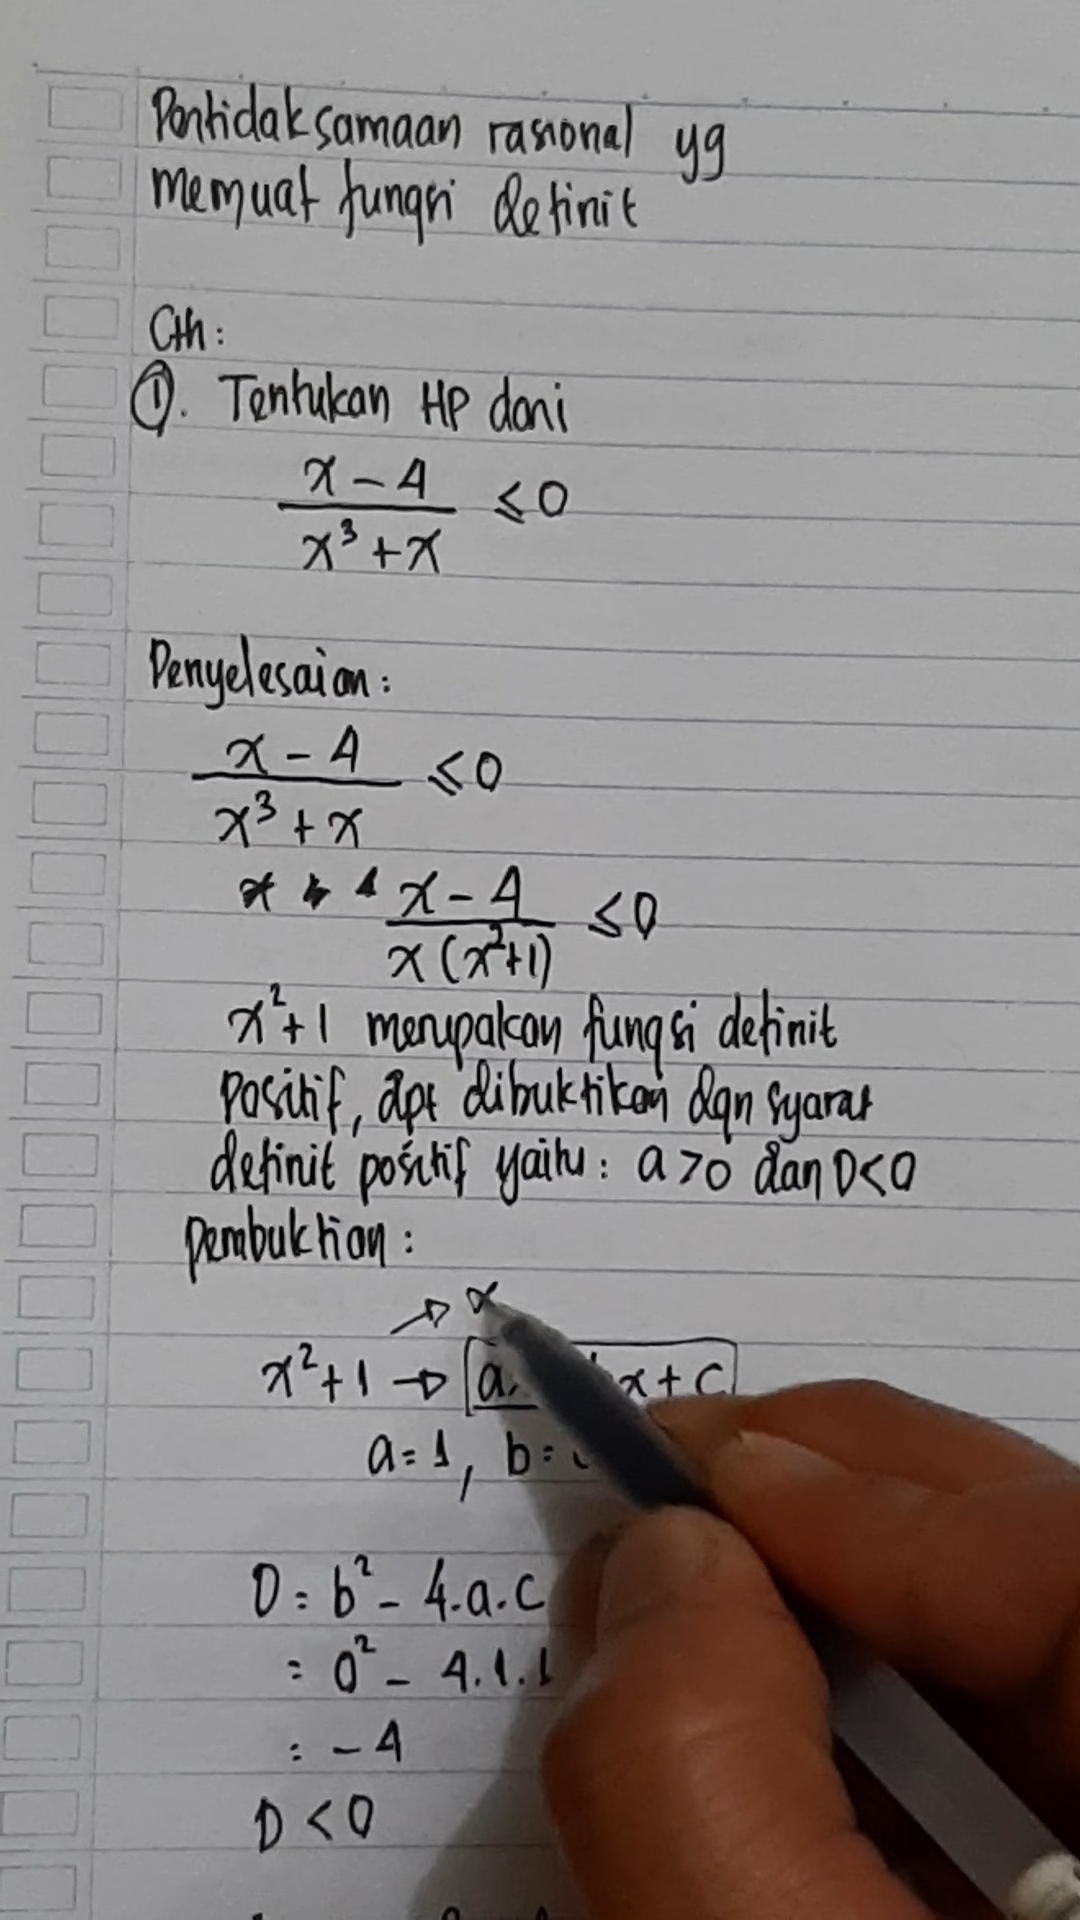 Pertidaksamaan rasional yg
memuat fungsi definit
Cth:
①. Tentukan HP dari
x - 4
x³ + x
≤ 0
Penyelesaian:
x - 4
x³ + x
≤ 0
x - 4
x (x²+1)
≤ 0
x²+1 merupakan fungsi definit
positif, dpt dibuktikan dgn syarat
definit positif yaitu: a > 0 dan D < 0
Pembuktian:
→ x
x²+1 → a x + c
a = 1, b =
D = b² - 4.a.c
= 0² - 4.1.1
= -4
D < 0